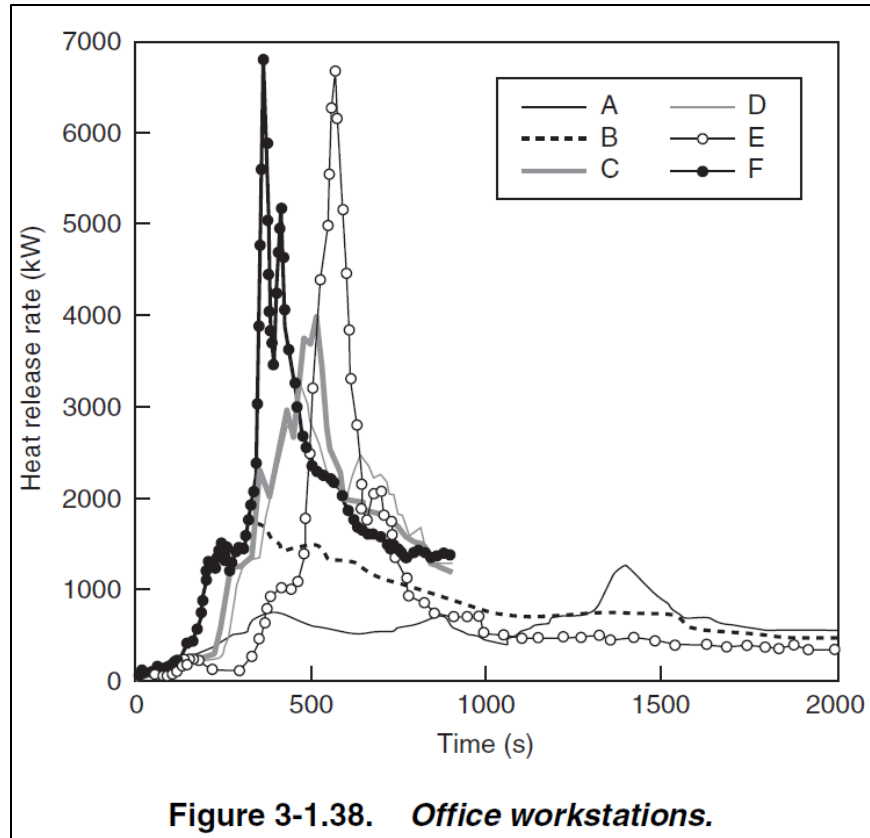 7000
6000
5000
4000
3000
2000
1000
0
Heat release rate (kW)
A
D
B
E
C
F
0
500
1000
1500
2000
Time (s)
Figure 3-1.38. Office workstations.